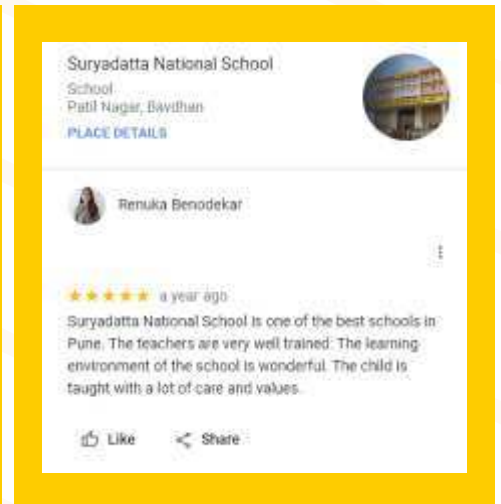 Suryadatta National School
School
Patil Nagar, Bavdhan
PLACE DETAILS
Renuka Benodekar
a year ago
Suryadatta National School is one of the best schools in
Pune. The teachers are very well trained. The learning
environment of the school is wonderful. The child is
taught with a lot of care and values.
Like
Share